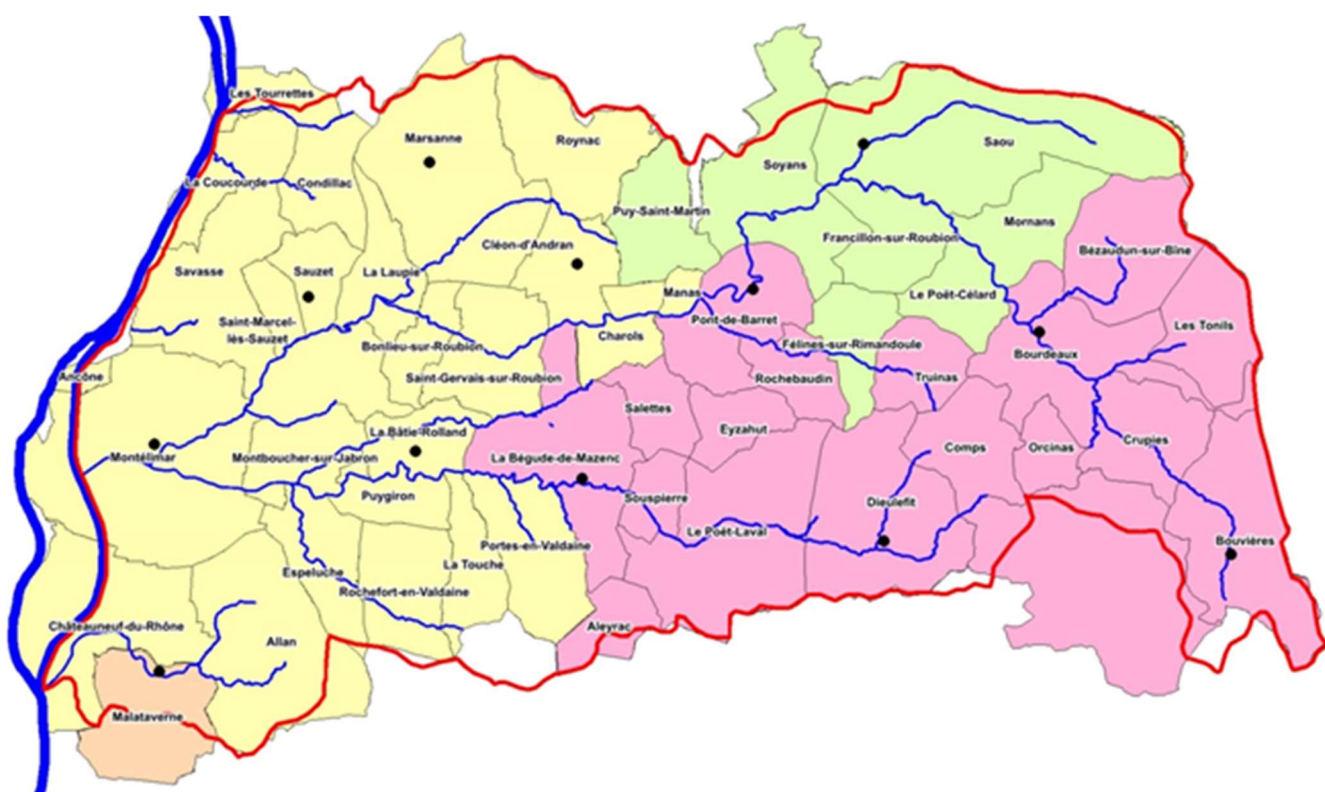 Les Tourrettes
Marsanne
Roynac
Saou
Soyans
La Coucourde
Condillac
Puy-Saint-Martin
Mornans
Francillon-sur-Roubion
Cléon-d'Andran
Bézaudun-sur-Bîne
Savasse
Sauzet
La Laupie
Manas
Le Poët-Célard
Saint-Marcel-
lès-Sauzet
Pont-de-Barret
Les Tonils
Charols
Bonlieu-sur-Roubion
Félines-sur-Rimandoule
Bourdeaux
Ancône
Saint-Gervais-sur-Roubion
Rochebaudin
Truinas
Salettes
La Bâtie-Rolland
Eyzahut
Crupies
Comps
Orcinas
Montélimar
Montboucher-sur-Jabron
La Bégude-de-Mazenc
Puygiron
Souspierre
Dieulefit
Le Poët-Laval
Portes-en-Valdaine
Bouvières
La Touche
Espeluche
Rochefort-en-Valdaine
Châteauneuf-du-Rhône
Aleyrac
Allan
Malataverne